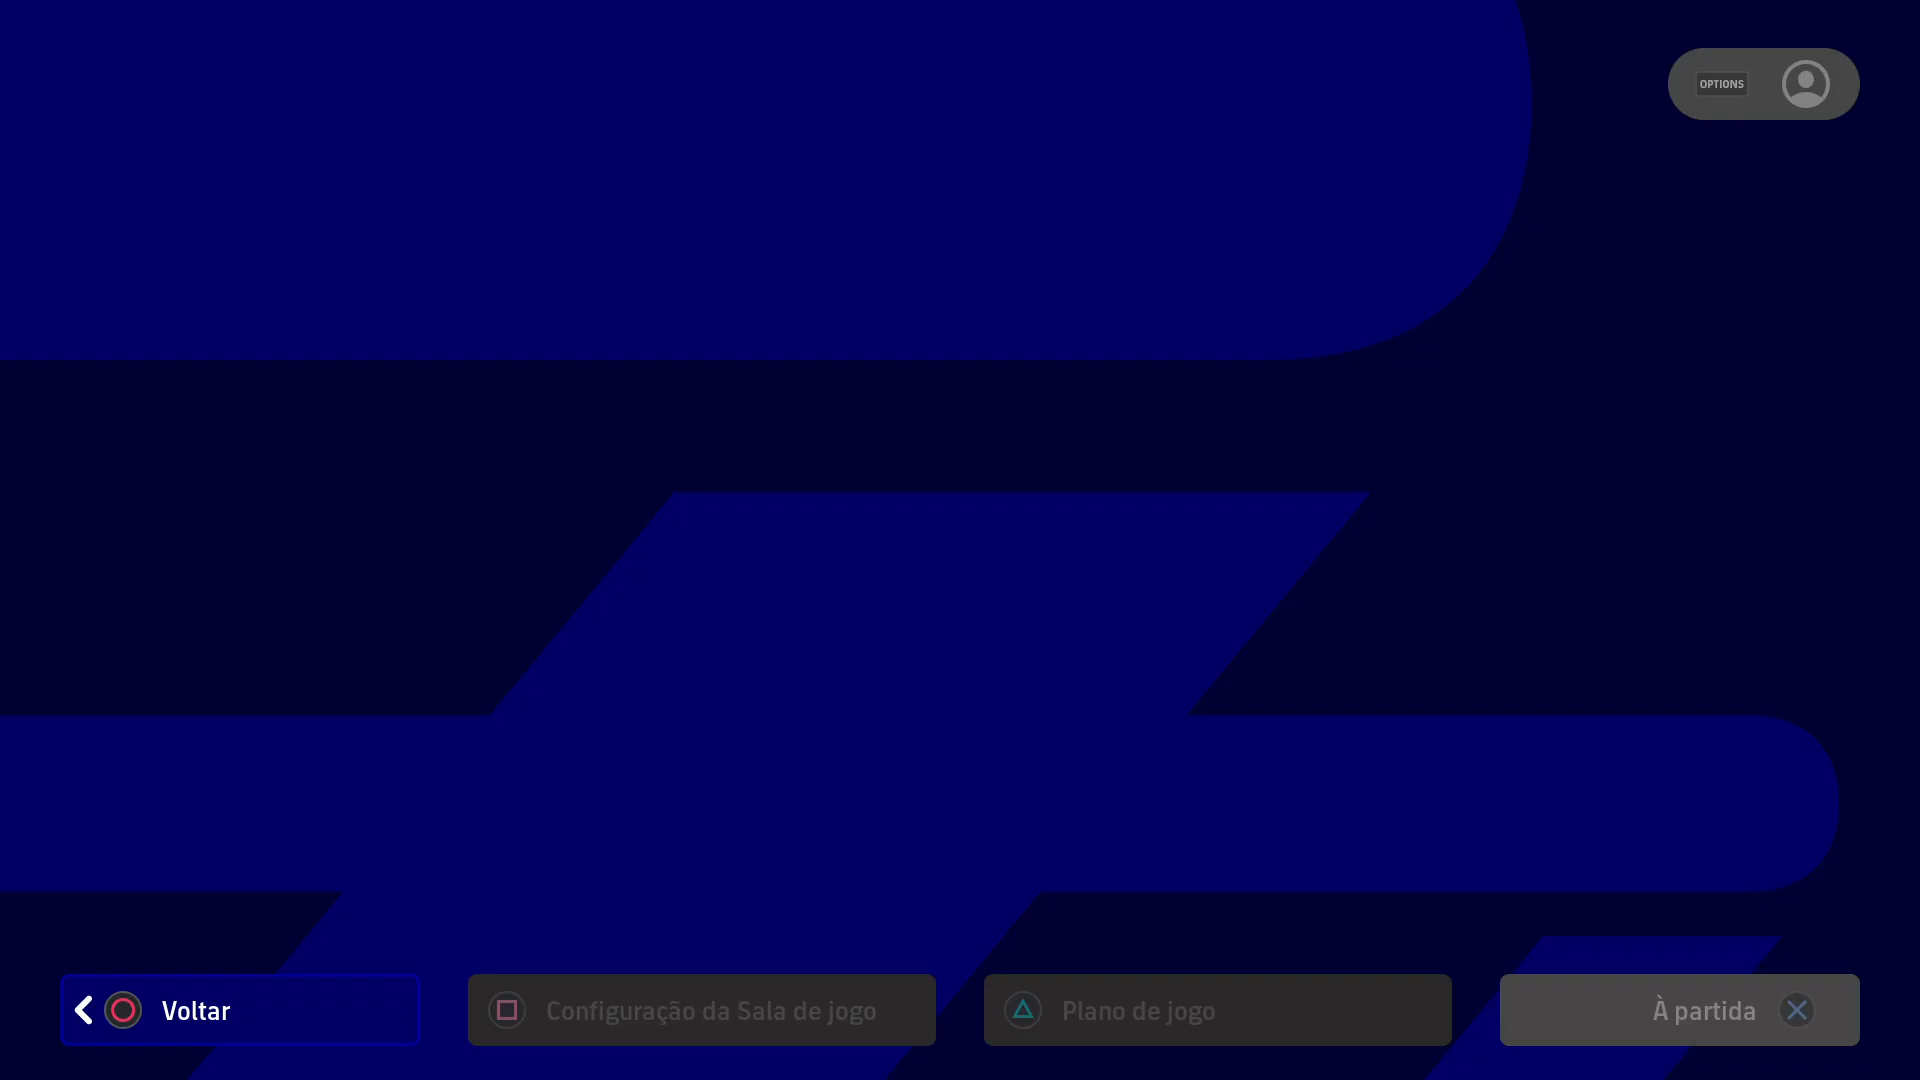 OPTIONS
Voltar
Configuração da Sala de jogo
Plano de jogo
À partida